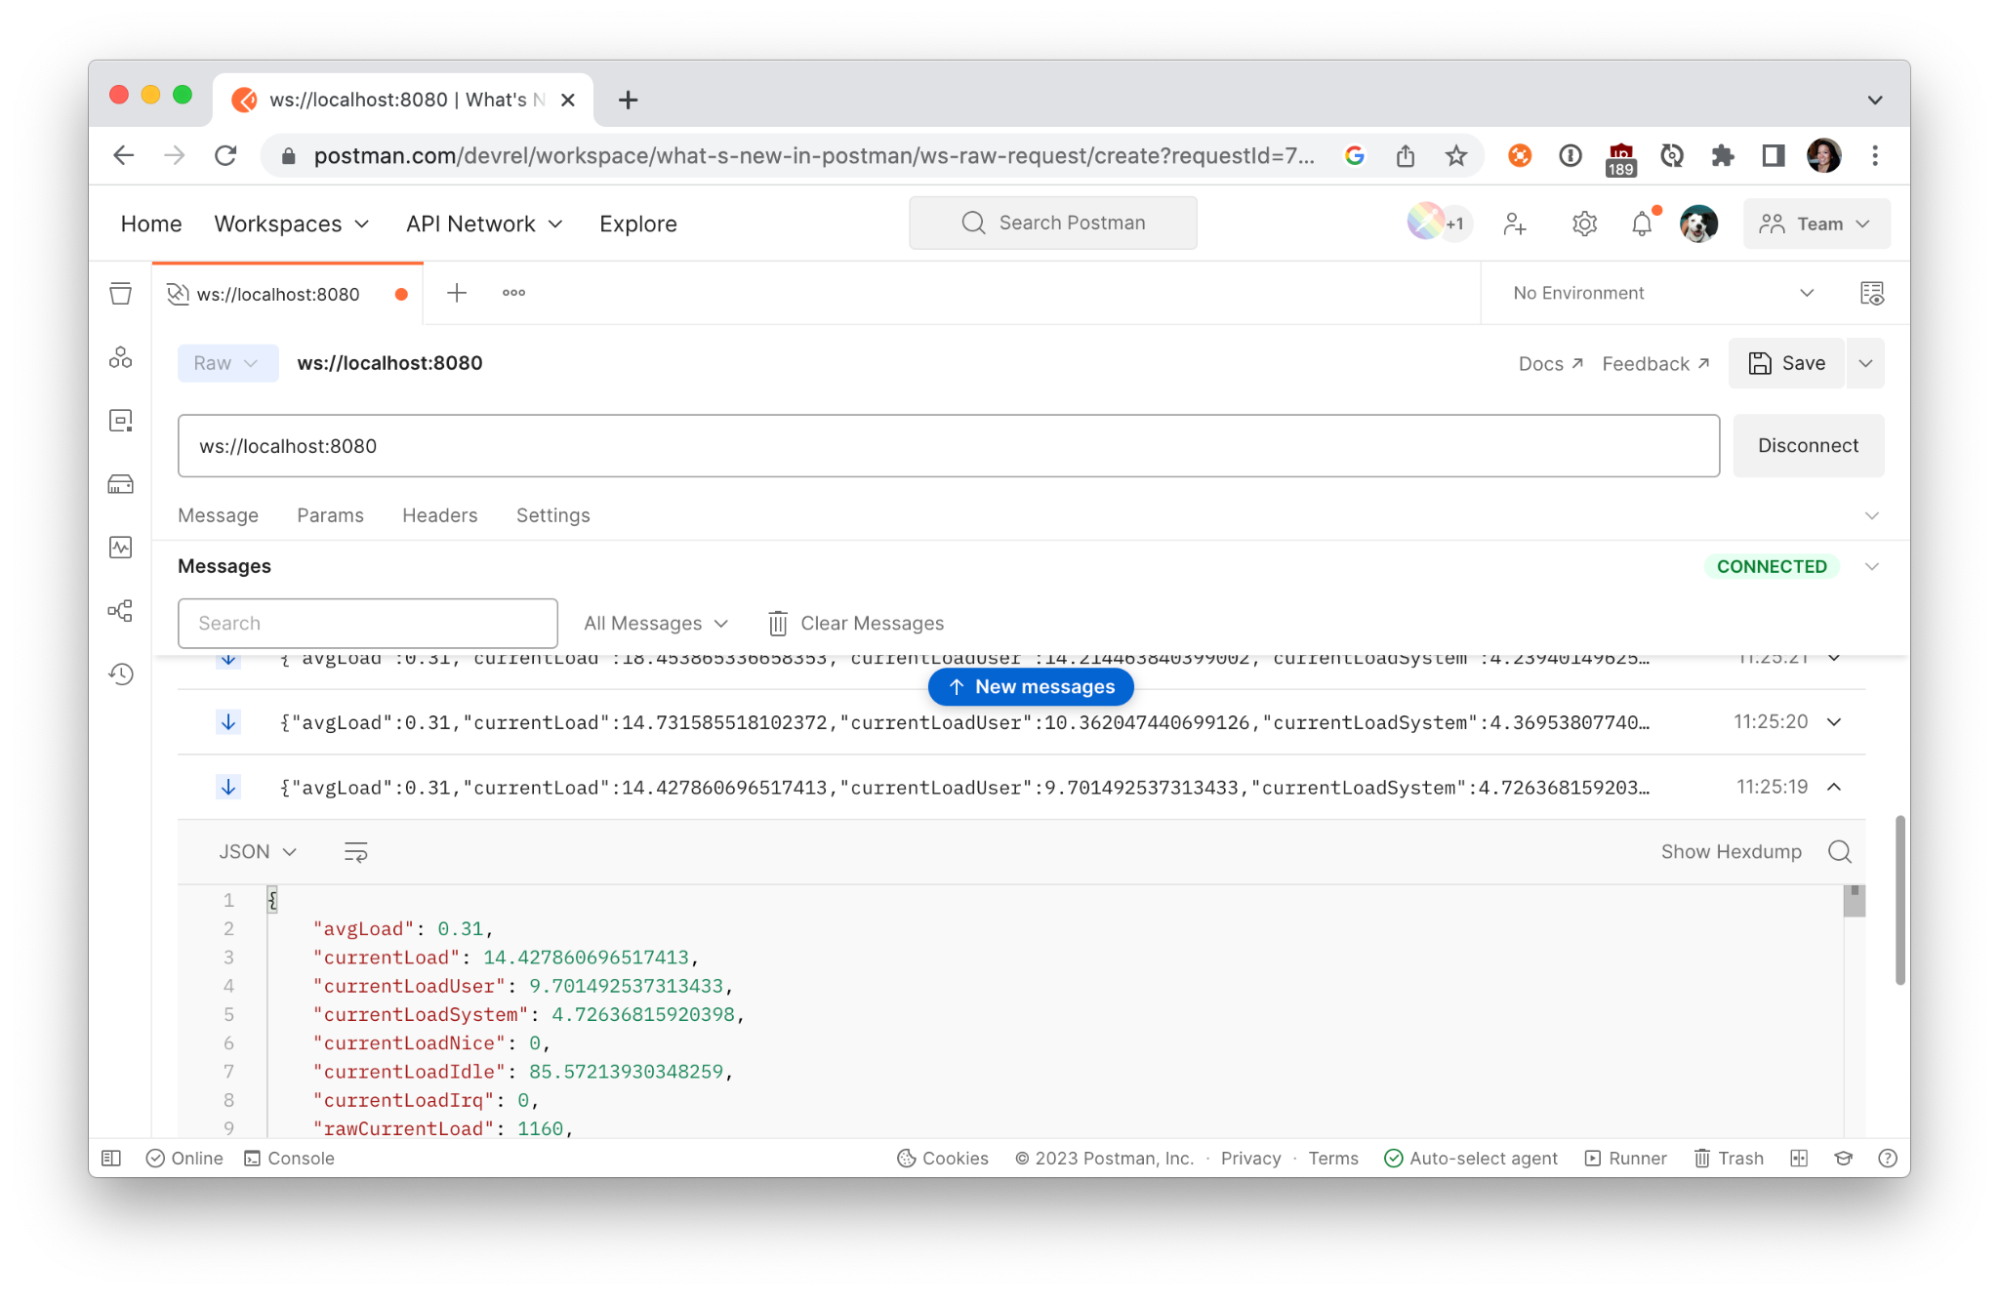 ws://localhost:8080 | What's N
postman.com/devrel/workspace/what-s-new-in-postman/ws-raw-request/create?requestId=7...
189
Home Workspaces API Network Explore Search Postman +1 Team
ws://localhost:8080 No Environment
Raw ws://localhost:8080 Docs Feedback Save
ws://localhost:8080 Disconnect
Message Params Headers Settings
Messages CONNECTED
Search All Messages Clear Messages
{"avgLoad":0.31,"currentLoad":18.453865336658353,"currentLoadUser":14.214463840399002,"currentLoadSystem":4.23940149625... 11:25:21
New messages
{"avgLoad":0.31,"currentLoad":14.731585518102372,"currentLoadUser":10.362047440699126,"currentLoadSystem":4.36953807740... 11:25:20
{"avgLoad":0.31,"currentLoad":14.427860696517413,"currentLoadUser":9.701492537313433,"currentLoadSystem":4.726368159203... 11:25:19
JSON Show Hexdump
1 {
2 "avgLoad": 0.31,
3 "currentLoad": 14.427860696517413,
4 "currentLoadUser": 9.701492537313433,
5 "currentLoadSystem": 4.72636815920398,
6 "currentLoadNice": 0,
7 "currentLoadIdle": 85.57213930348259,
8 "currentLoadIrq": 0,
9 "rawCurrentLoad": 1160,
Online Console Cookies © 2023 Postman, Inc. · Privacy · Terms Auto-select agent Runner Trash